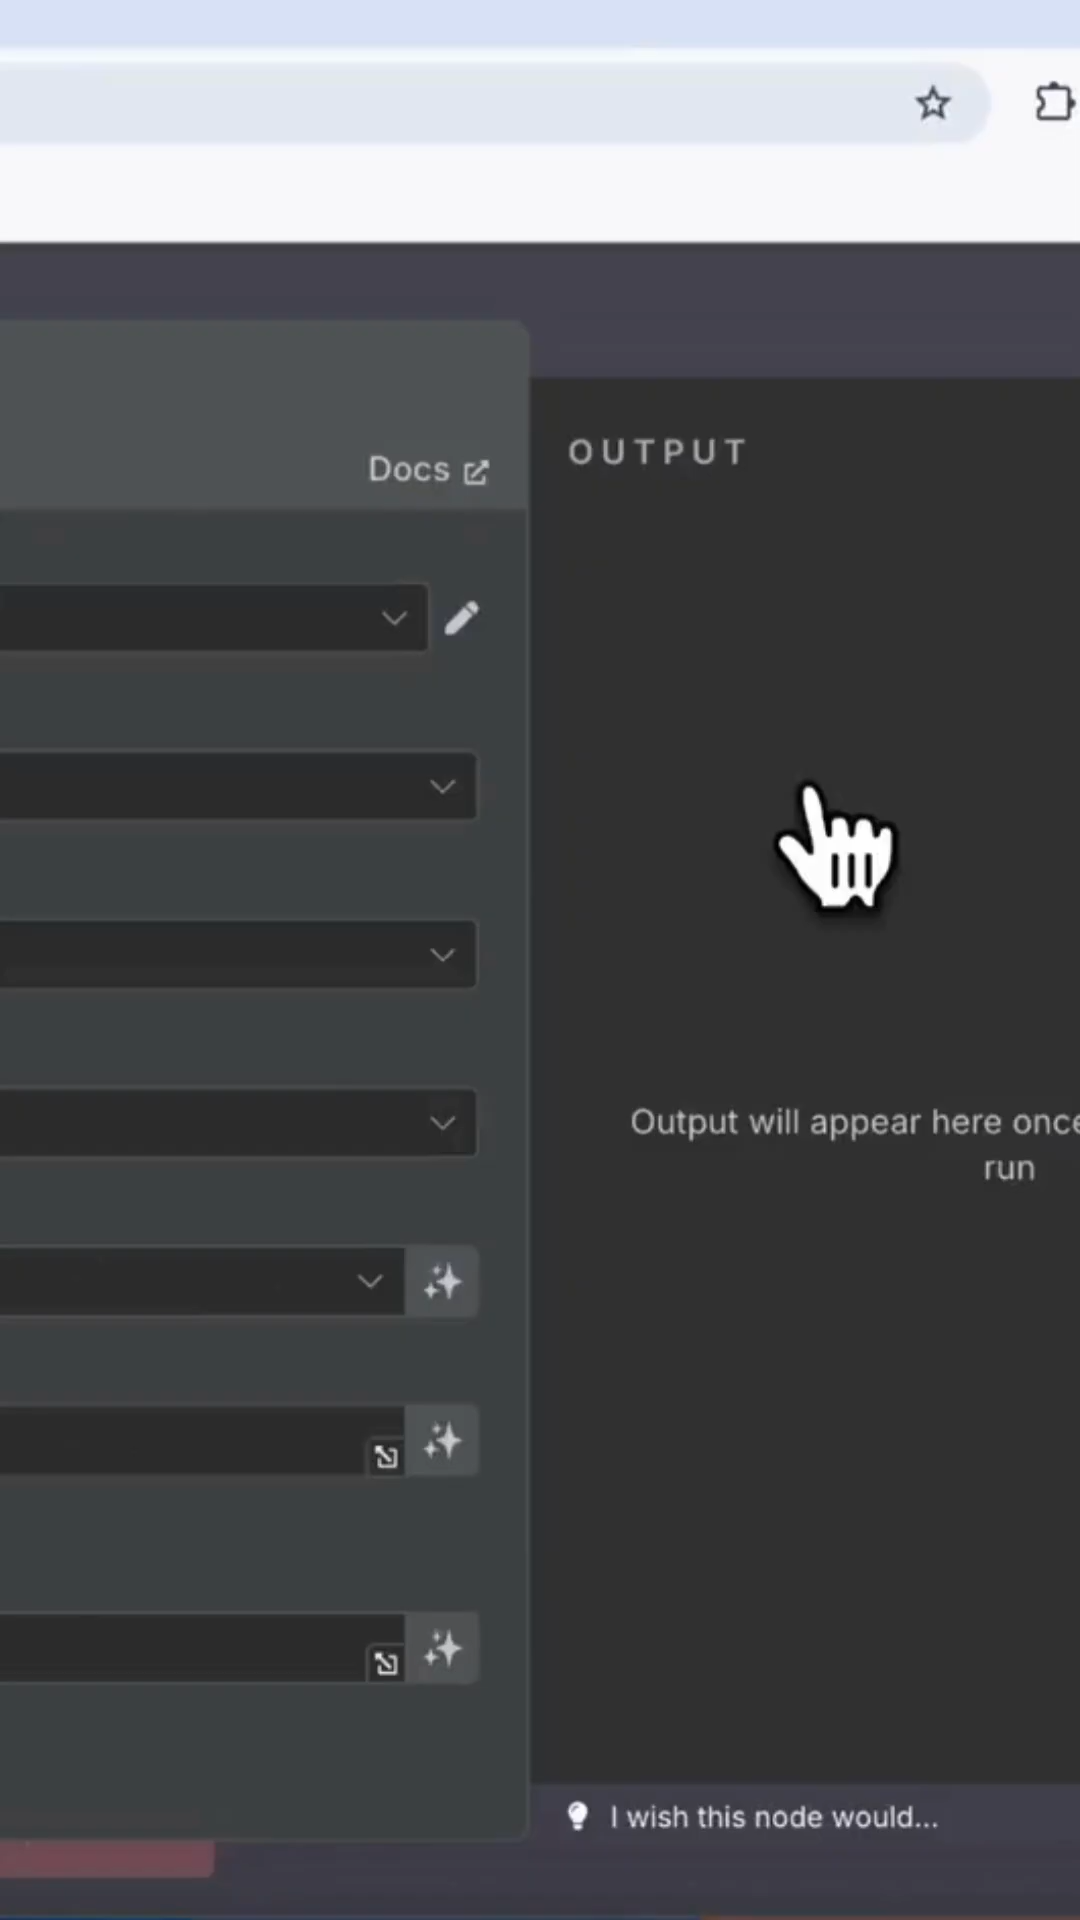 Docs
OUTPUT
Output will appear here once
run
I wish this node would...